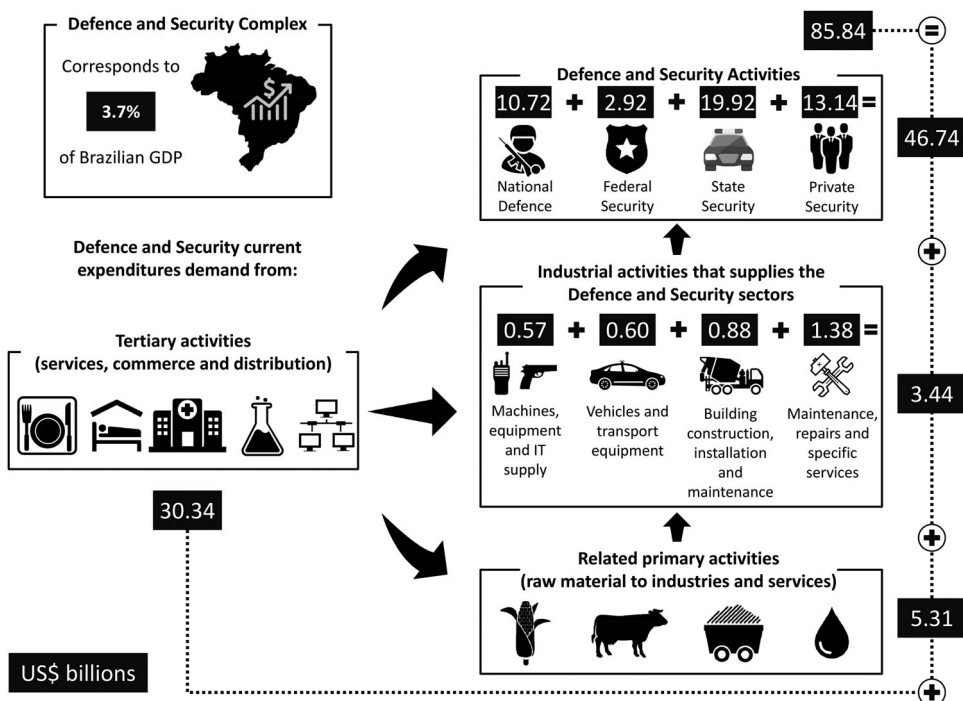 Defence and Security Complex
Corresponds to
3.7%
of Brazilian GDP
85.84
=
Defence and Security Activities
10.72 + 2.92 + 19.92 + 13.14 =
46.74
National
Defence
Federal
Security
State
Security
Private
Security
+
Defence and Security current
expenditures demand from:
Industrial activities that supplies the
Defence and Security sectors
0.57 + 0.60 + 0.88 + 1.38 =
3.44
Machines,
equipment
and IT
supply
Vehicles and
transport
equipment
Building
construction,
installation
and
maintenance
Maintenance,
repairs and
specific
services
Tertiary activities
(services, commerce and distribution)
30.34
+
Related primary activities
(raw material to industries and services)
5.31
+
US$ billions